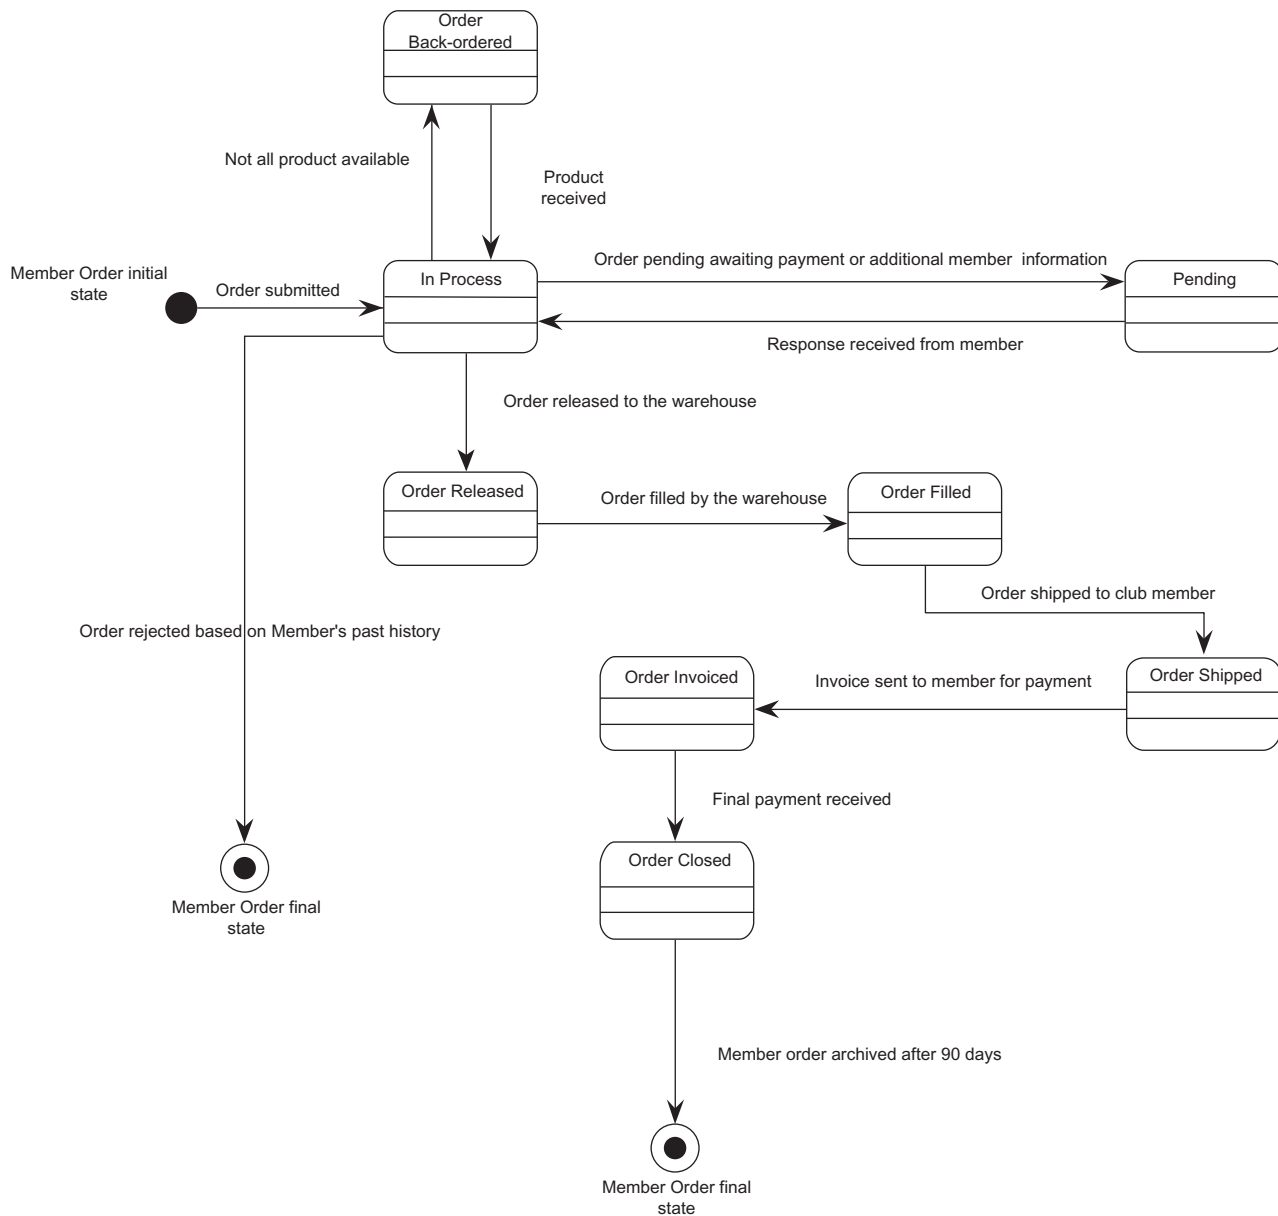 Order
Back-ordered
Not all product available
Product
received
Member Order initial
state
Order submitted
In Process
Order pending awaiting payment or additional member  information
Pending
Response received from member
Order released to the warehouse
Order Released
Order filled by the warehouse
Order Filled
Order shipped to club member
Order rejected based on Member's past history
Order Invoiced
Invoice sent to member for payment
Order Shipped
Final payment received
Order Closed
Member Order final
state
Member order archived after 90 days
Member Order final
state